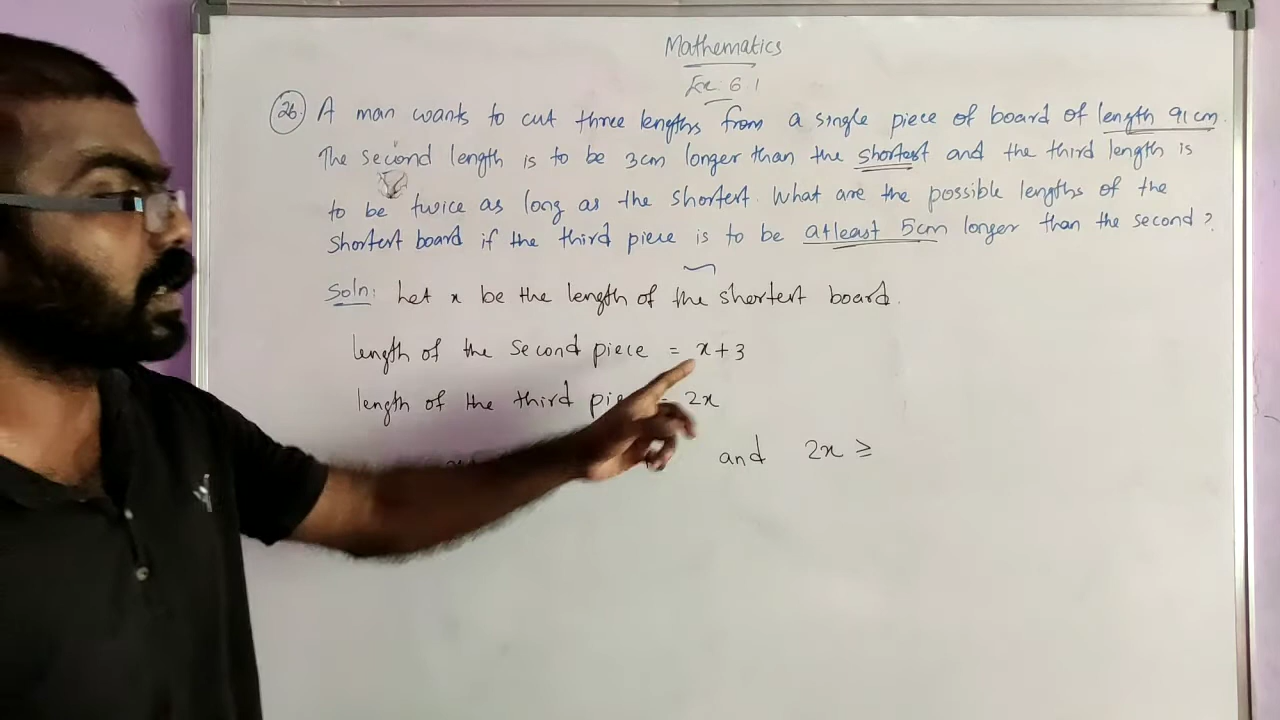 Mathematics
Ex: 6.1
26. A man wants to cut three lengths from a single piece of board of length 91cm.
The second length is to be 3cm longer than the shortest and the third length is
to be twice as long as the shortest. What are the possible lengths of the
shortest board if the third piece is to be atleast 5cm longer than the second?
Soln: Let x be the length of the shortest board.
length of the second piece = x+3
length of the third = 2x
and 2x ≥